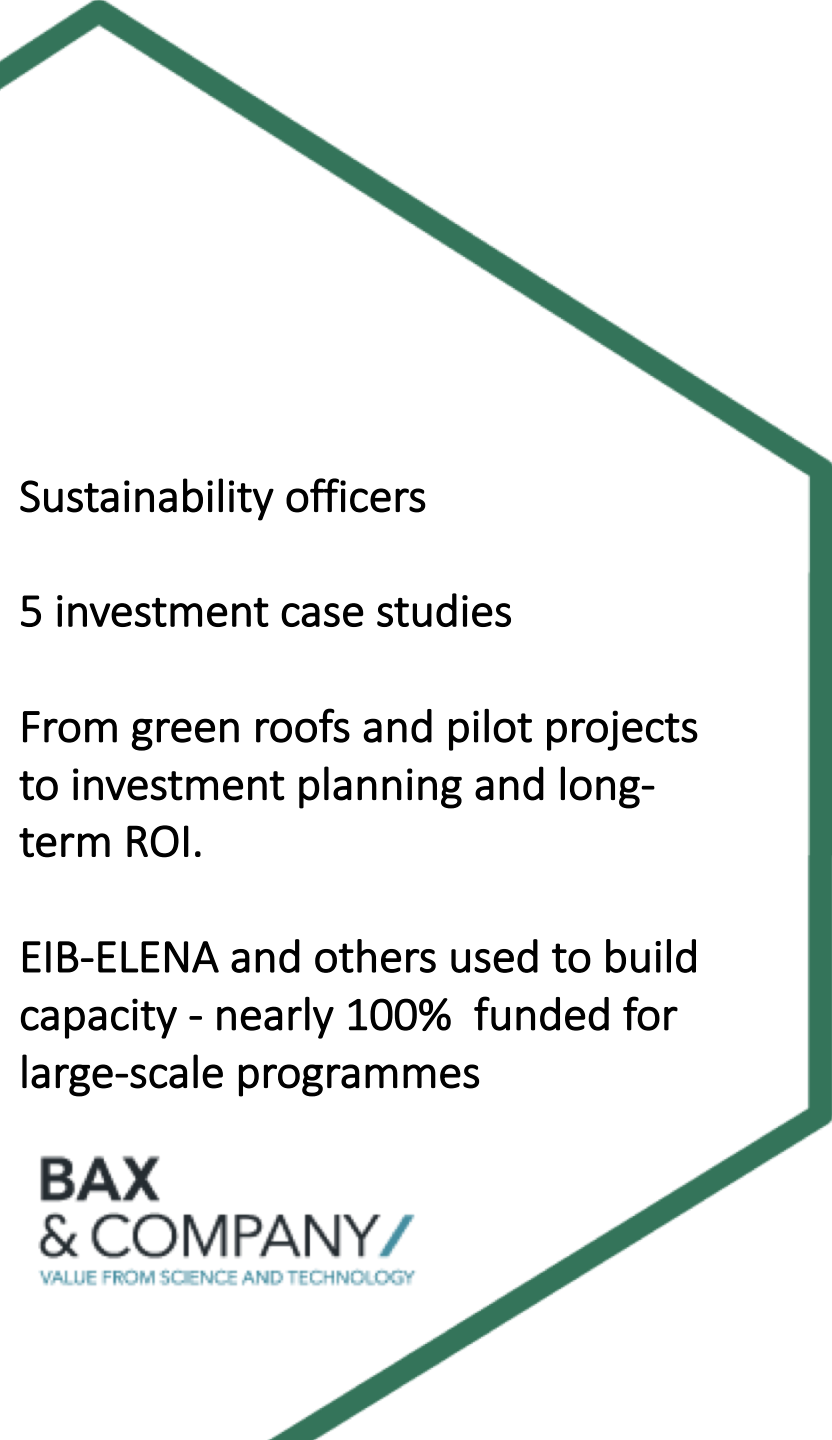 Sustainability officers
5 investment case studies
From green roofs and pilot projects
to investment planning and long-
term ROI.
EIB-ELENA and others used to build
capacity - nearly 100%  funded for
large-scale programmes
BAX
& COMPANY/
VALUE FROM SCIENCE AND TECHNOLOGY